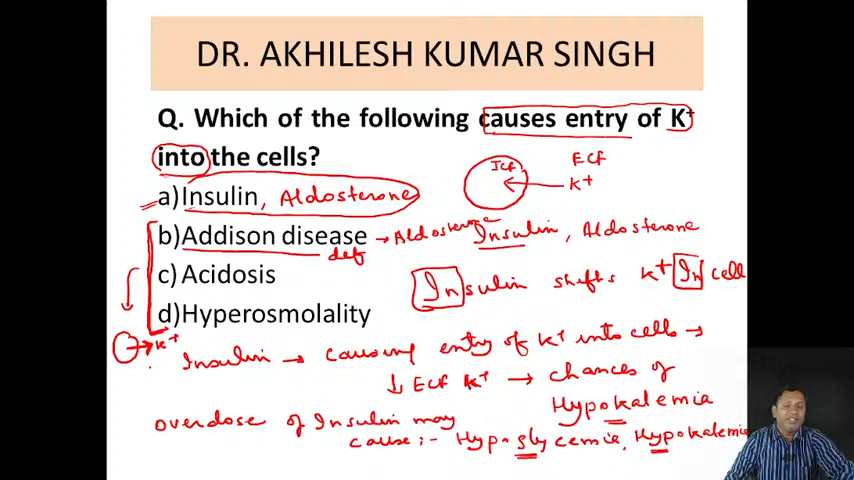 DR. AKHILESH KUMAR SINGH
Q. Which of the following causes entry of K+
into the cells?
ICF
ECF
K+
a)Insulin, Aldosterone
b)Addison disease → Aldosterone
def
Insulin, Aldosterone
c) Acidosis
Insulin shifts K+ In cell
d)Hyperosmolality
K+
Insulin → causing entry of K+ into cells →
↓ ECF K+ → chances of
Hypokalemia
overdose of Insulin may
cause :- Hypoglycemia, Hypokalemia